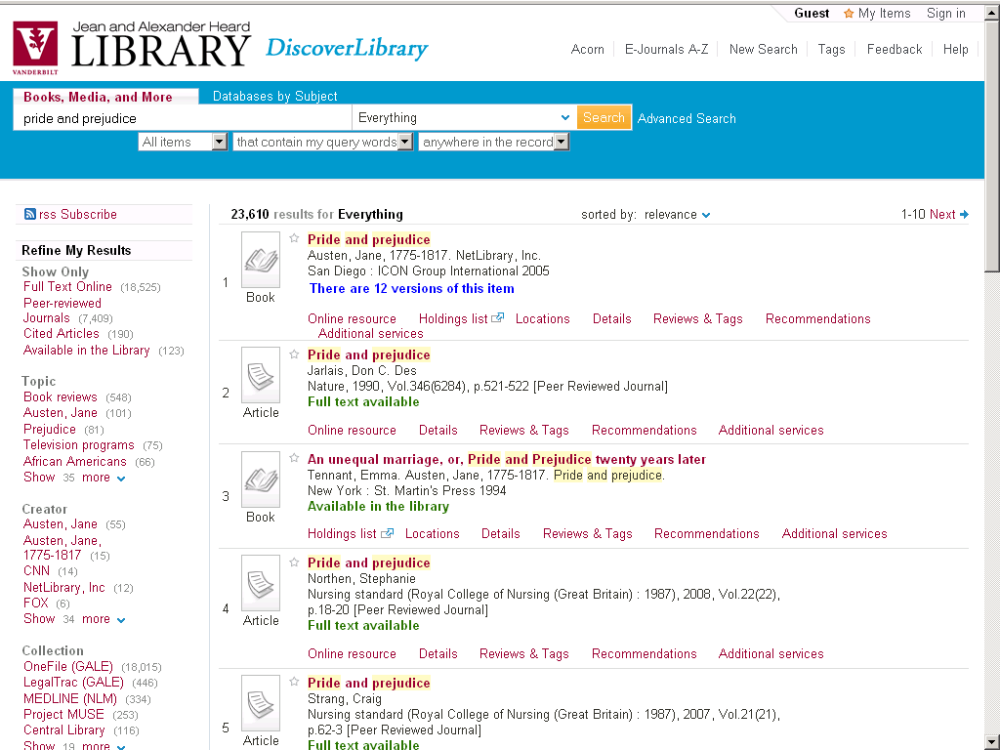 Guest My Items Sign in
Jean and Alexander Heard
LIBRARY
VANDERBILT
DiscoverLibrary
Acorn E-Journals A-Z New Search Tags Feedback Help
Books, Media, and More Databases by Subject
pride and prejudice Everything Search Advanced Search
All items that contain my query words anywhere in the record
rss Subscribe
Refine My Results
Show Only
Full Text Online (18,525)
Peer-reviewed
Journals (7,409)
Cited Articles (190)
Available in the Library (123)
Topic
Book reviews (548)
Austen, Jane (101)
Prejudice (81)
Television programs (75)
African Americans (66)
Show 35 more
Creator
Austen, Jane (55)
Austen, Jane,
1775-1817 (15)
CNN (14)
NetLibrary, Inc (12)
FOX (6)
Show 34 more
Collection
OneFile (GALE) (18,015)
LegalTrac (GALE) (446)
MEDLINE (NLM) (334)
Project MUSE (253)
Central Library (116)
Show 19 more
23,610 results for Everything sorted by: relevance 1-10 Next
1
Book
Pride and prejudice
Austen, Jane, 1775-1817. NetLibrary, Inc.
San Diego : ICON Group International 2005
There are 12 versions of this item
Online resource Holdings list Locations Details Reviews & Tags Recommendations
Additional services
2
Article
Pride and prejudice
Jarlais, Don C. Des
Nature, 1990, Vol.346(6284), p.521-522 [Peer Reviewed Journal]
Full text available
Online resource Details Reviews & Tags Recommendations Additional services
3
Book
An unequal marriage, or, Pride and Prejudice twenty years later
Tennant, Emma. Austen, Jane, 1775-1817. Pride and prejudice.
New York : St. Martin's Press 1994
Available in the library
Holdings list Locations Details Reviews & Tags Recommendations Additional services
4
Article
Pride and prejudice
Northen, Stephanie
Nursing standard (Royal College of Nursing (Great Britain) : 1987), 2008, Vol.22(22),
p.18-20 [Peer Reviewed Journal]
Full text available
Online resource Details Reviews & Tags Recommendations Additional services
5
Article
Pride and prejudice
Strang, Craig
Nursing standard (Royal College of Nursing (Great Britain) : 1987), 2007, Vol.21(21),
p.62-3 [Peer Reviewed Journal]
Full text available